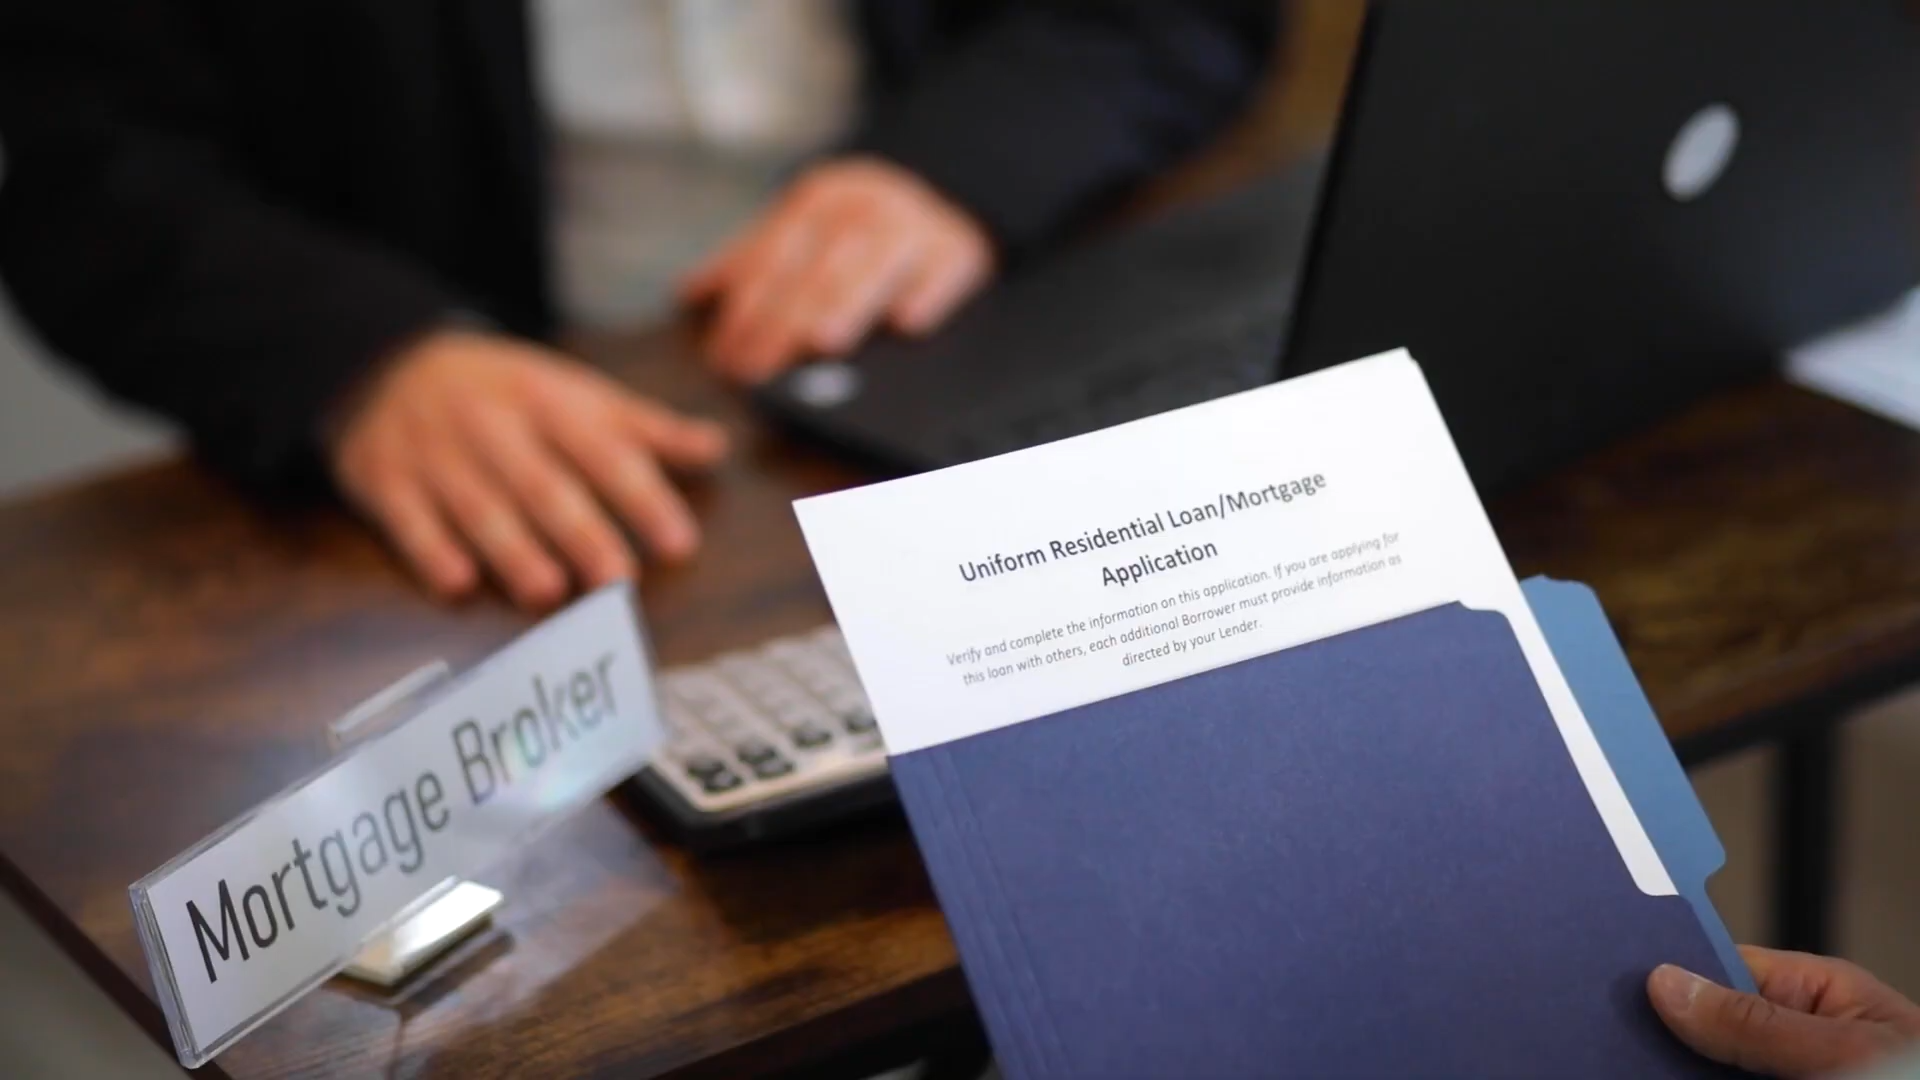 Uniform Residential Loan/Mortgage
Application
Verify and complete the information on this application. If you are applying for
this loan with others, each additional Borrower must provide information as
directed by your Lender.
Mortgage Broker